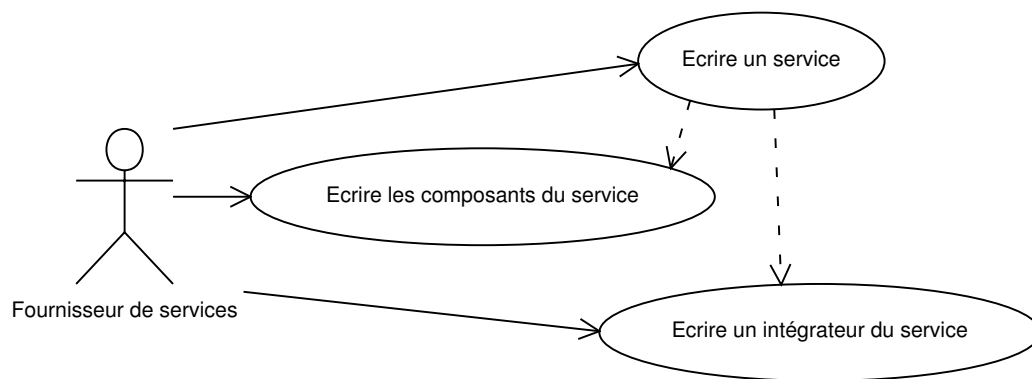 Ecrire un service
Ecrire les composants du service
Fournisseur de services
Ecrire un intégrateur du service